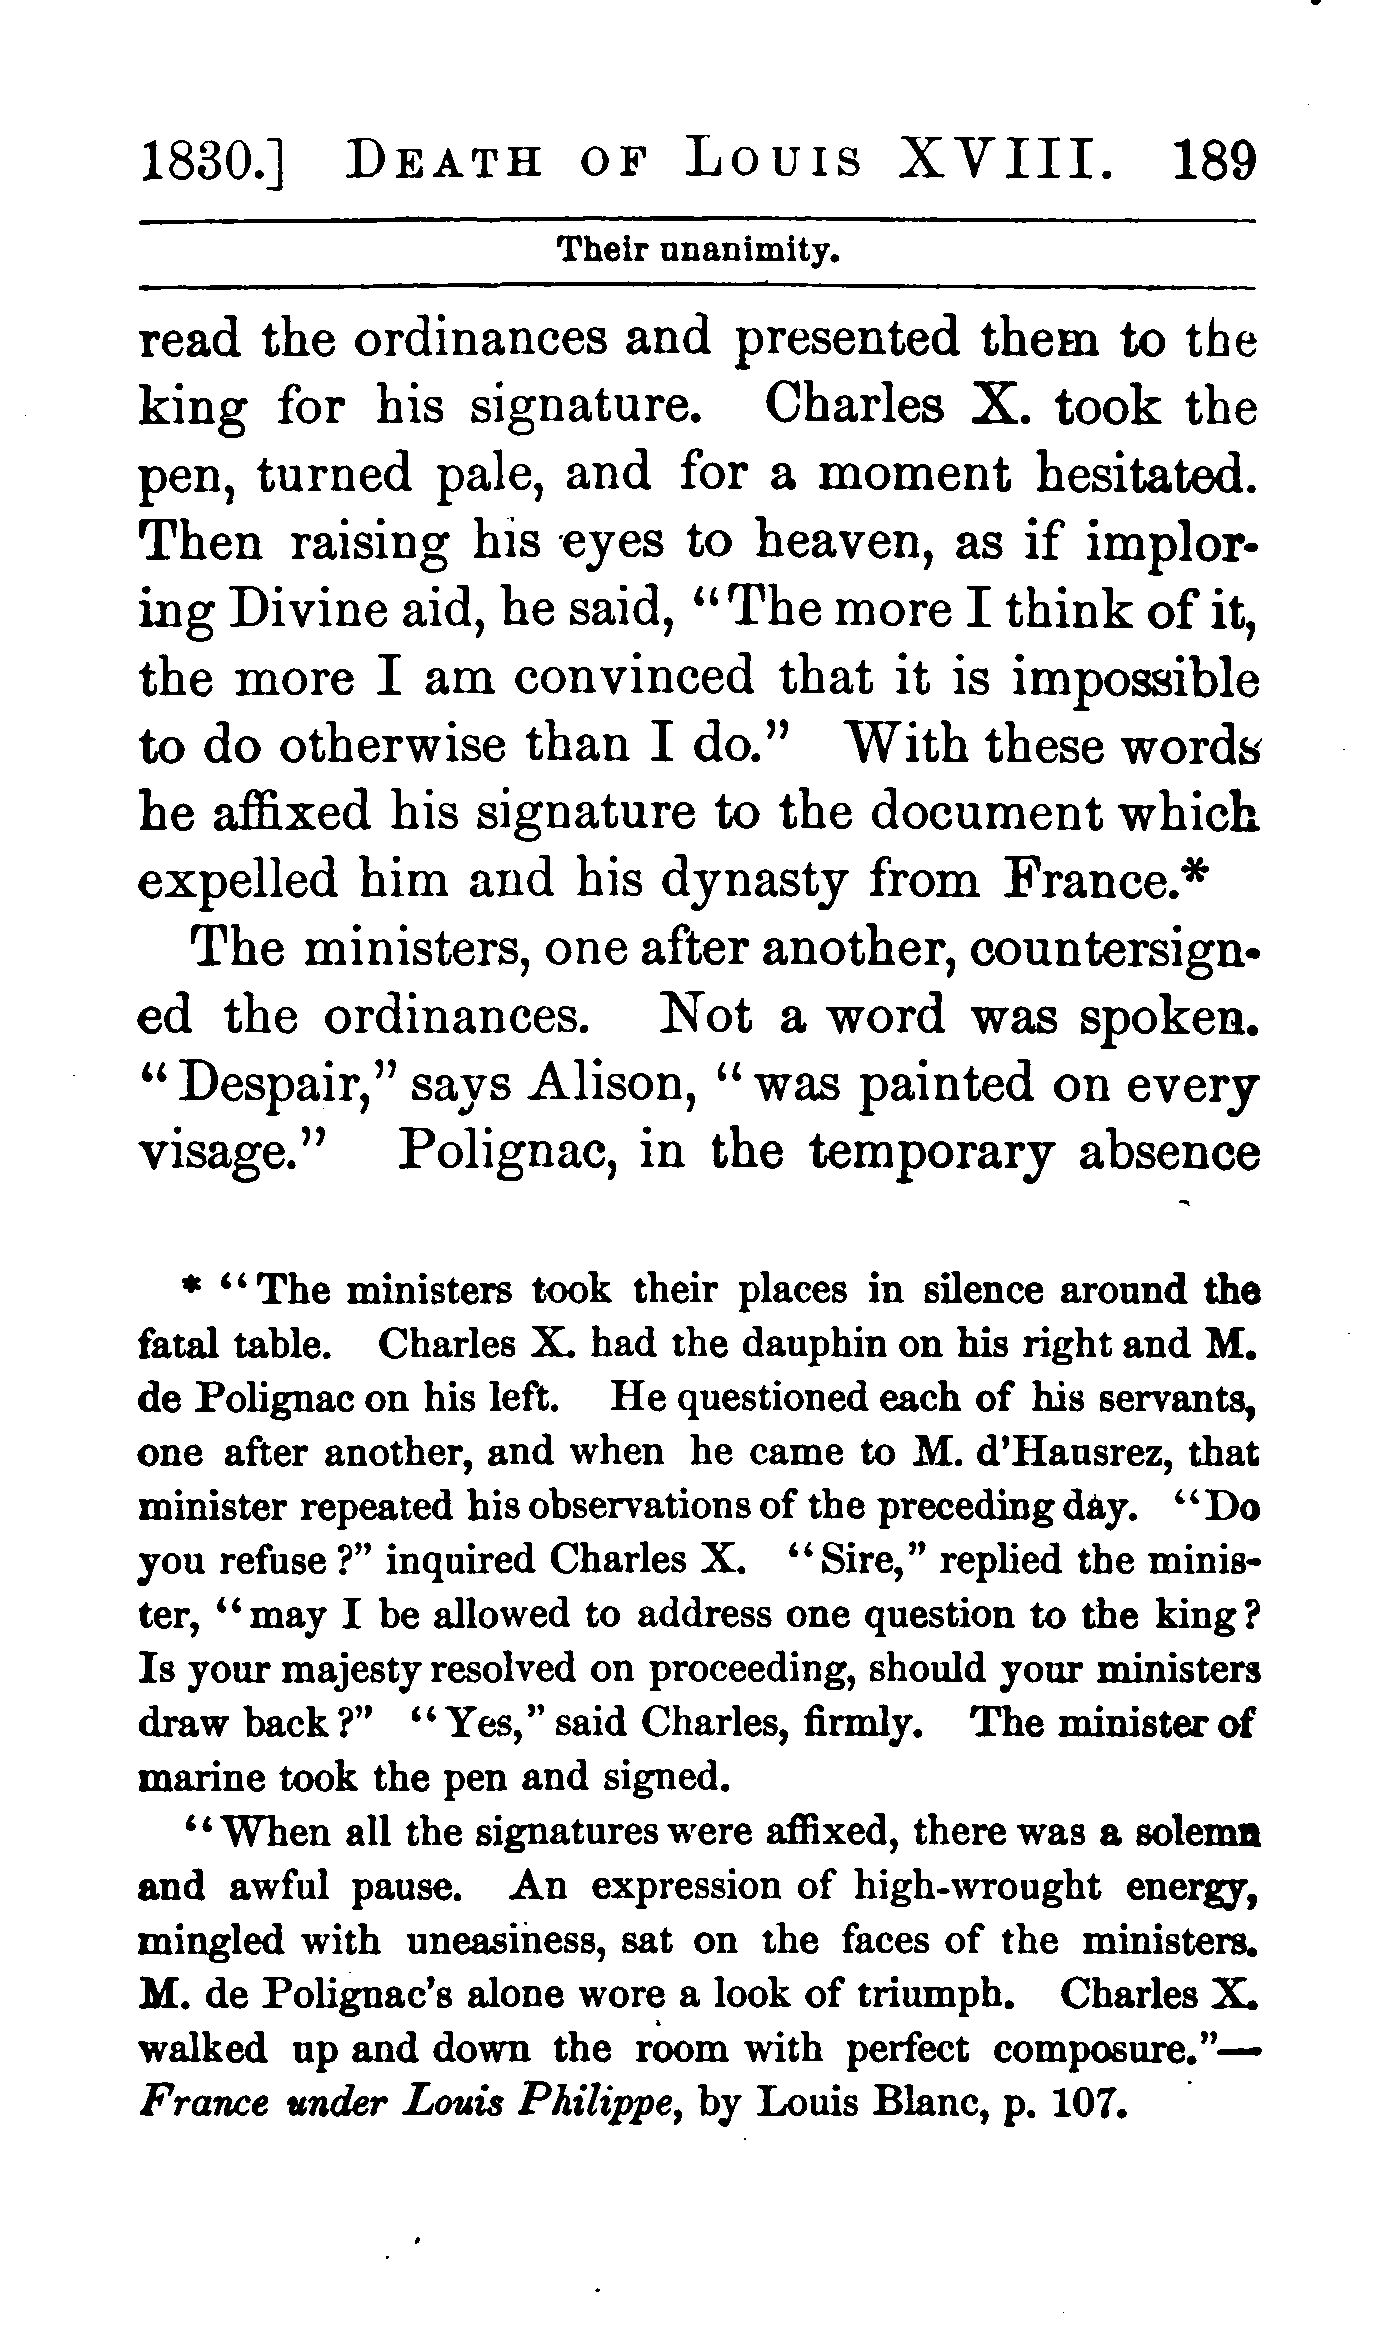 1830.] DEATH OF LOUIS XVIII. 189
Their unanimity.
read the ordinances and presented them to the
king for his signature. Charles X. took the
pen, turned pale, and for a moment hesitated.
Then raising his eyes to heaven, as if implor-
ing Divine aid, he said, "The more I think of it,
the more I am convinced that it is impossible
to do otherwise than I do." With these words
he affixed his signature to the document which
expelled him and his dynasty from France.*
The ministers, one after another, countersign-
ed the ordinances. Not a word was spoken.
"Despair," says Alison, "was painted on every
visage." Polignac, in the temporary absence
* "The ministers took their places in silence around the
fatal table. Charles X. had the dauphin on his right and M.
de Polignac on his left. He questioned each of his servants,
one after another, and when he came to M. d'Hausrez, that
minister repeated his observations of the preceding day. "Do
you refuse?" inquired Charles X. "Sire," replied the minis-
ter, "may I be allowed to address one question to the king?
Is your majesty resolved on proceeding, should your ministers
draw back?" "Yes," said Charles, firmly. The minister of
marine took the pen and signed.
"When all the signatures were affixed, there was a solemn
and awful pause. An expression of high-wrought energy,
mingled with uneasiness, sat on the faces of the ministers.
M. de Polignac's alone wore a look of triumph. Charles X.
walked up and down the room with perfect composure."—
France under Louis Philippe, by Louis Blanc, p. 107.